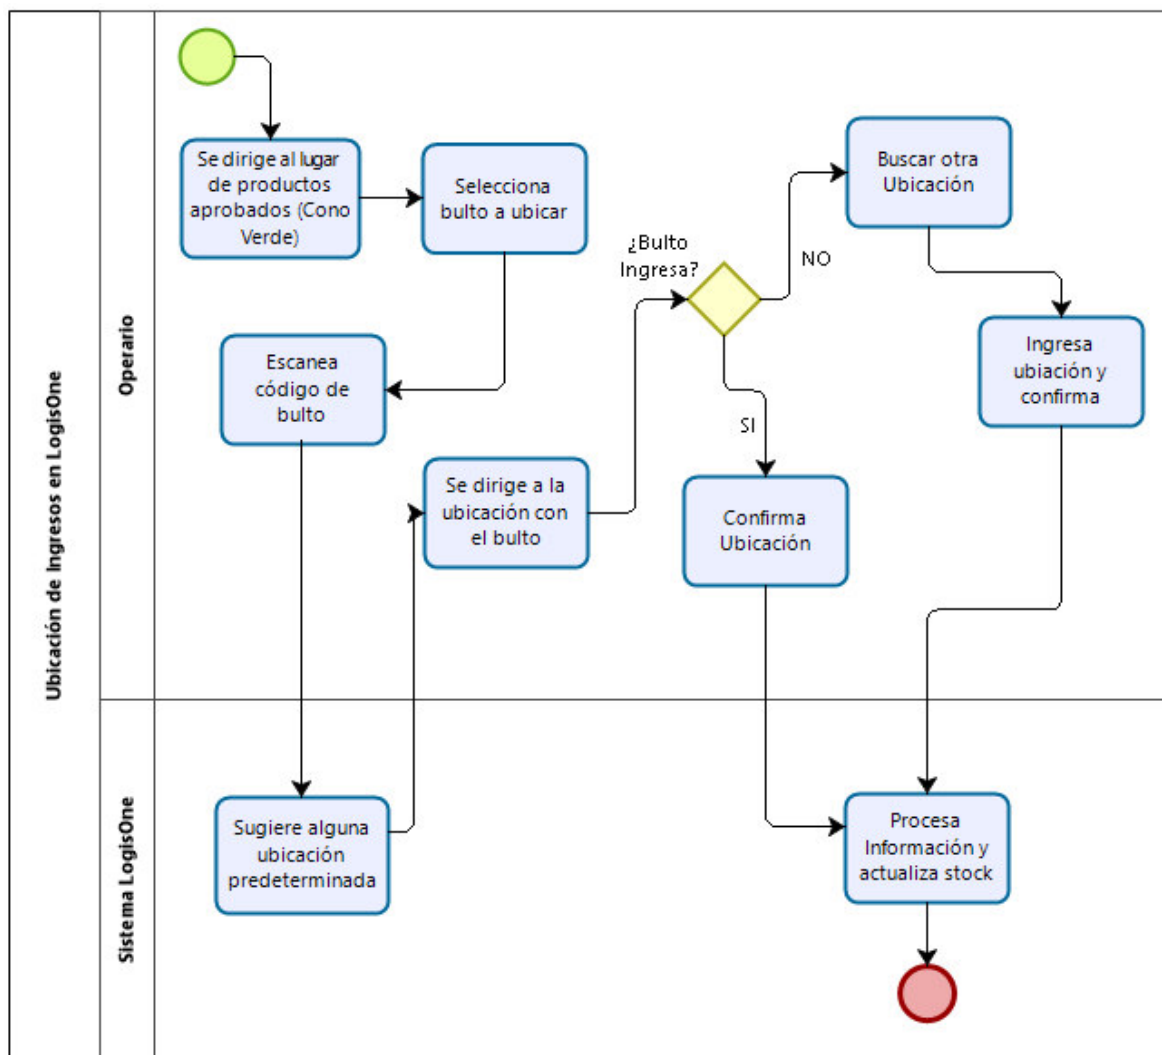 Ubicación de Ingresos en LogisOne
Operario
Se dirige al lugar
de productos
aprobados (Cono
Verde)
Selecciona
bulto a ubicar
Escanea
código de
bulto
Se dirige a la
ubicación con
el bulto
¿Bulto
Ingresa?
NO
SI
Buscar otra
Ubicación
Ingresa
ubiación y
confirma
Confirma
Ubicación
Sistema LogisOne
Sugiere alguna
ubicación
predeterminada
Procesa
Información y
actualiza stock